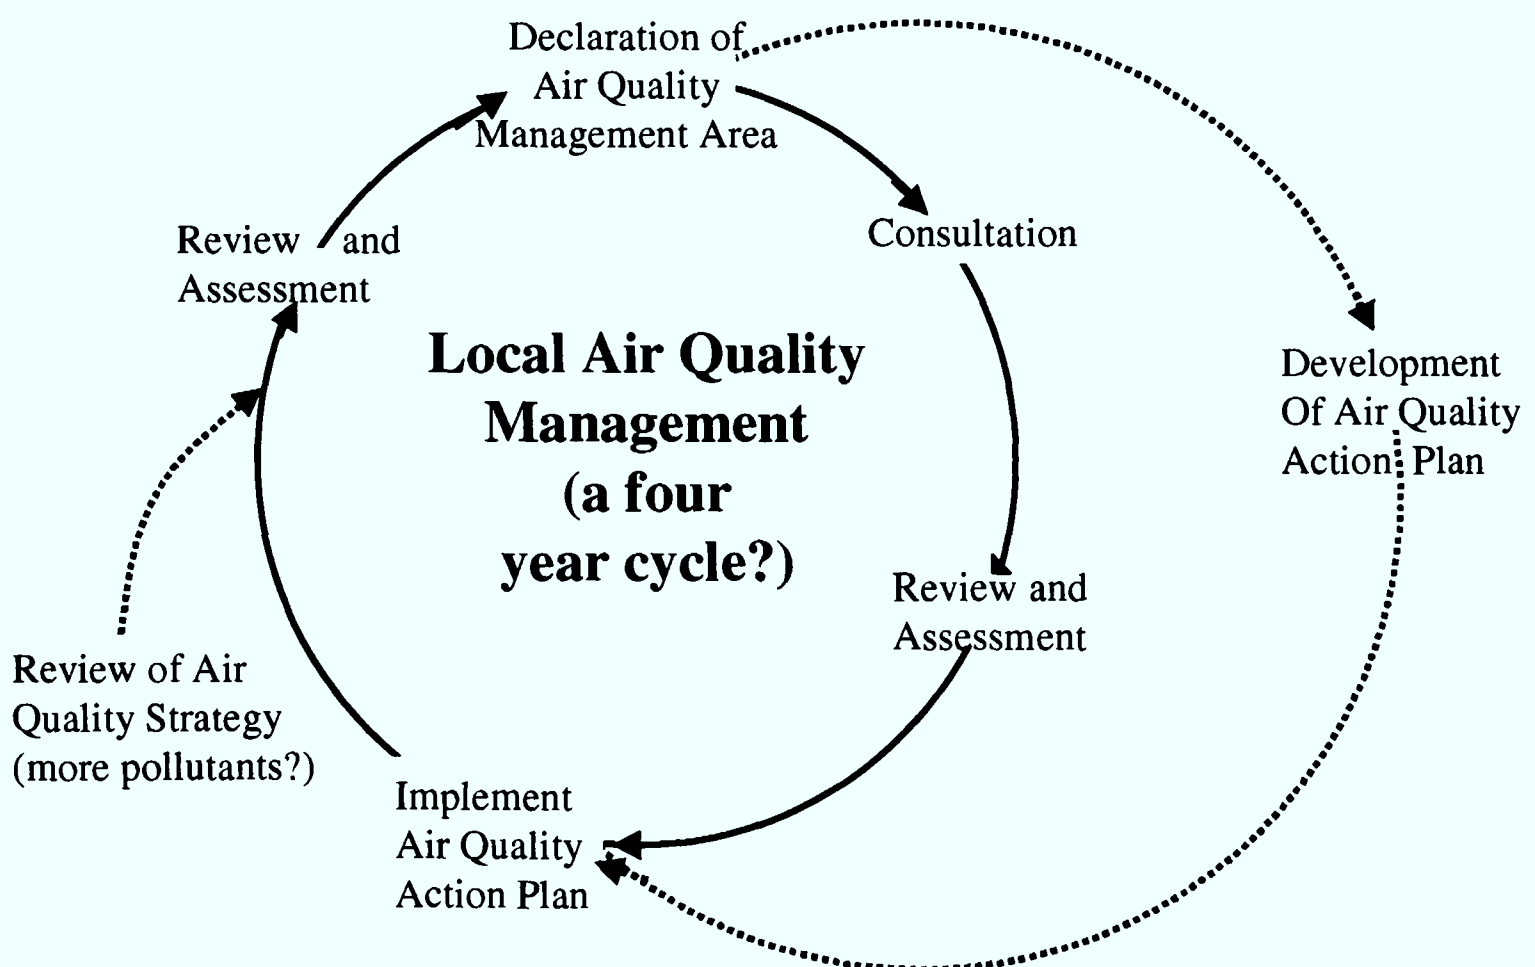 Declaration of
Air Quality
Management Area
Consultation
Review and
Assessment
Local Air Quality
Management
(a four
year cycle?)
Development
Of Air Quality
Action Plan
Review and
Assessment
Review of Air
Quality Strategy
(more pollutants?)
Implement
Air Quality
Action Plan